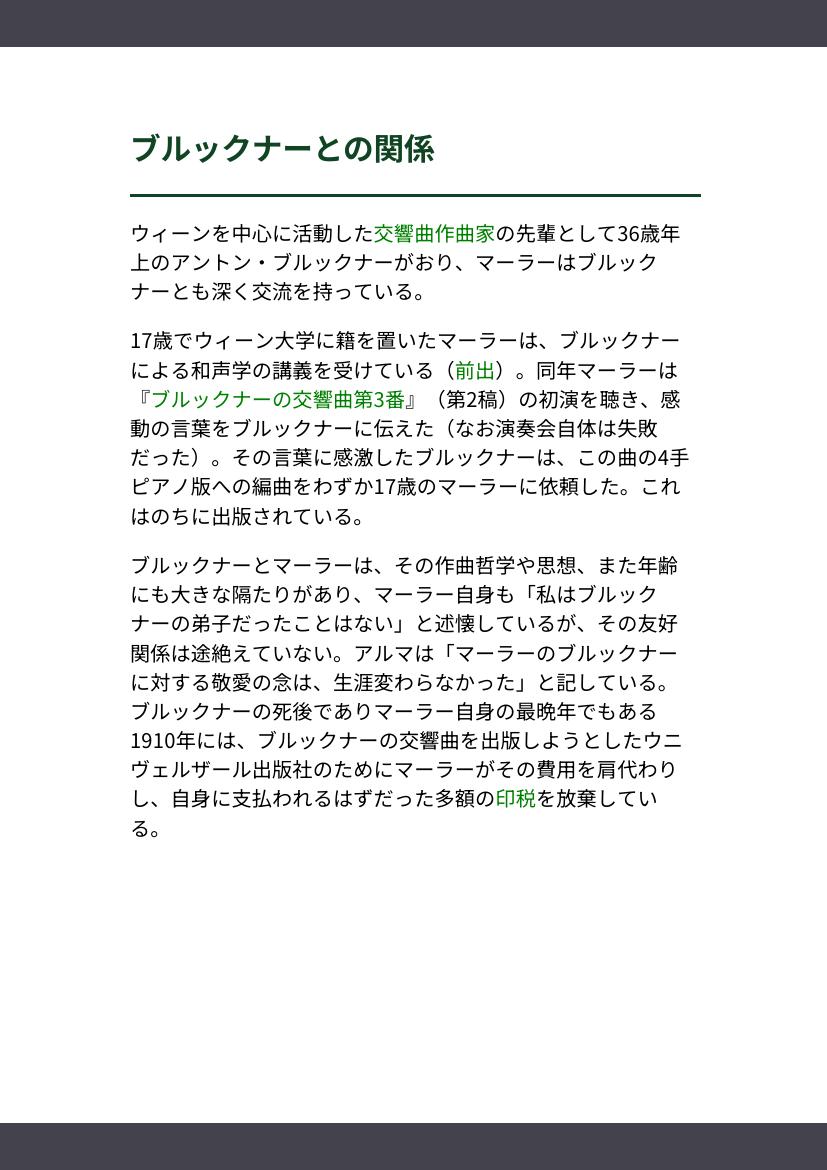 ブルックナーとの関係
ウィーンを中心に活動した交響曲作曲家の先輩として36歳年
上のアントン・ブルックナーがおり、マーラーはブルック
ナーとも深く交流を持っている。
17歳でウィーン大学に籍を置いたマーラーは、ブルックナー
による和声学の講義を受けている（前出）。同年マーラーは
『ブルックナーの交響曲第3番』（第2稿）の初演を聴き、感
動の言葉をブルックナーに伝えた（なお演奏会自体は失敗
だった）。その言葉に感激したブルックナーは、この曲の4手
ピアノ版への編曲をわずか17歳のマーラーに依頼した。これ
はのちに出版されている。
ブルックナーとマーラーは、その作曲哲学や思想、また年齢
にも大きな隔たりがあり、マーラー自身も「私はブルック
ナーの弟子だったことはない」と述懐しているが、その友好
関係は途絶えていない。アルマは「マーラーのブルックナー
に対する敬愛の念は、生涯変わらなかった」と記している。
ブルックナーの死後でありマーラー自身の最晩年でもある
1910年には、ブルックナーの交響曲を出版しようとしたウニ
ヴェルザール出版社のためにマーラーがその費用を肩代わり
し、自身に支払われるはずだった多額の印税を放棄してい
る。